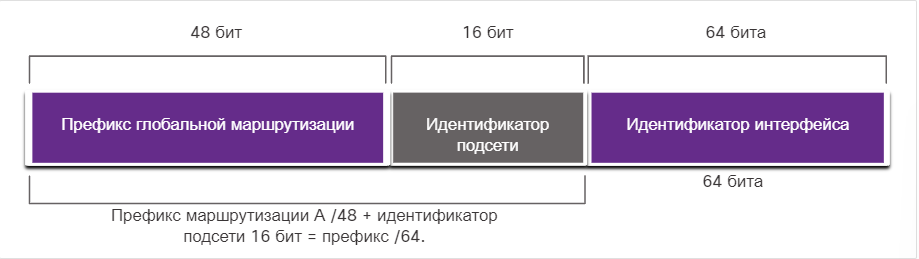 48 бит
16 бит
64 бита
Префикс глобальной маршрутизации
Идентификатор
подсети
Идентификатор интерфейса
64 бита
Префикс маршрутизации А /48 + идентификатор
подсети 16 бит = префикс /64.